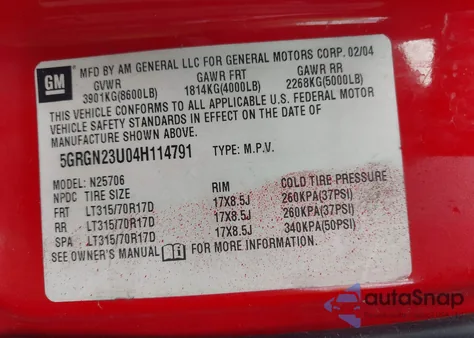 GM
MFD BY AM GENERAL LLC FOR GENERAL MOTORS CORP. 02/04
GVWR GAWR FRT GAWR RR
3901KG(8600LB) 1814KG(4000LB) 2268KG(5000LB)
THIS VEHICLE CONFORMS TO ALL APPLICABLE U.S. FEDERAL MOTOR
VEHICLE SAFETY STANDARDS IN EFFECT ON THE DATE OF
MANUFACTURE SHOWN ABOVE.
5GRGN23U04H114791 TYPE: M.P.V.
MODEL: N25706
NPDC TIRE SIZE RIM COLD TIRE PRESSURE
FRT LT315/70R17D 17X8.5J 260KPA(37PSI)
RR LT315/70R17D 17X8.5J 260KPA(37PSI)
SPA LT315/70R17D 17X8.5J 340KPA(50PSI)
SEE OWNER'S MANUAL FOR MORE INFORMATION.
autoSnap